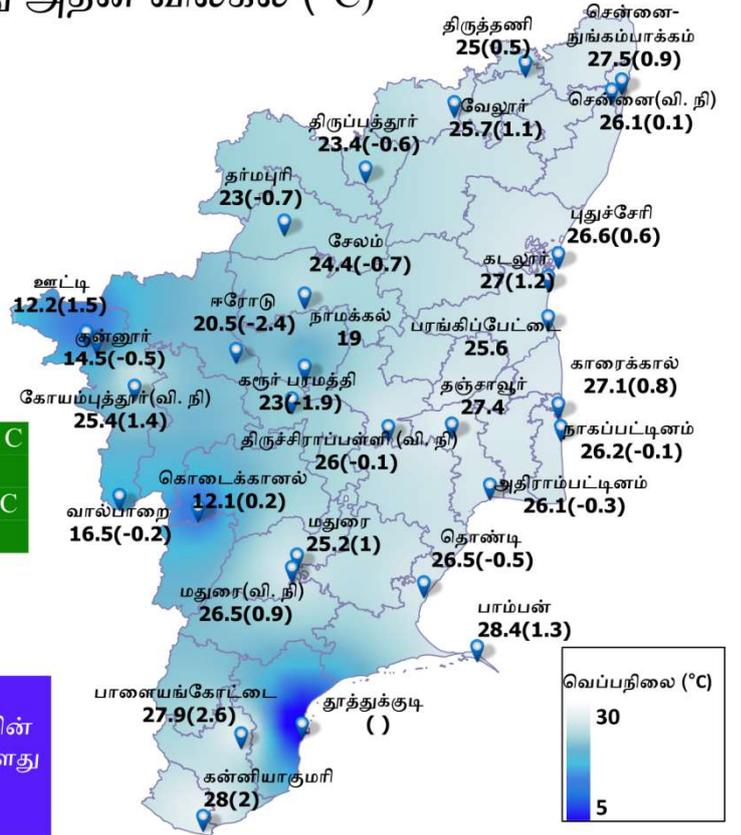 அதன் விலகல் (°C)
திருத்தணி
25(0.5)
சென்னை-
நுங்கம்பாக்கம்
27.5(0.9)
சென்னை(வி. நி)
26.1(0.1)
வேலூர்
25.7(1.1)
திருப்பத்தூர்
23.4(-0.6)
தர்மபுரி
23(-0.7)
புதுச்சேரி
26.6(0.6)
சேலம்
24.4(-0.7)
கடலூர்
27(1.2)
ஊட்டி
12.2(1.5)
ஈரோடு
20.5(-2.4)
நாமக்கல்
19
பரங்கிப்பேட்டை
25.6
குன்னூர்
14.5(-0.5)
காரைக்கால்
27.1(0.8)
கரூர் பரமத்தி
23(-1.9)
தஞ்சாவூர்
27.4
கோயம்புத்தூர்(வி. நி)
25.4(1.4)
நாகப்பட்டினம்
26.2(-0.1)
திருச்சிராப்பள்ளி (வி. நி)
26(-0.1)
C
C
கொடைக்கானல்
12.1(0.2)
அதிராம்பட்டினம்
26.1(-0.3)
வால்பாறை
16.5(-0.2)
மதுரை
25.2(1)
தொண்டி
26.5(-0.5)
மதுரை(வி. நி)
26.5(0.9)
பாம்பன்
28.4(1.3)
பாளையங்கோட்டை
27.9(2.6)
தூத்துக்குடி
( )
கன்னியாகுமரி
28(2)
வெப்பநிலை (°C)
30
5